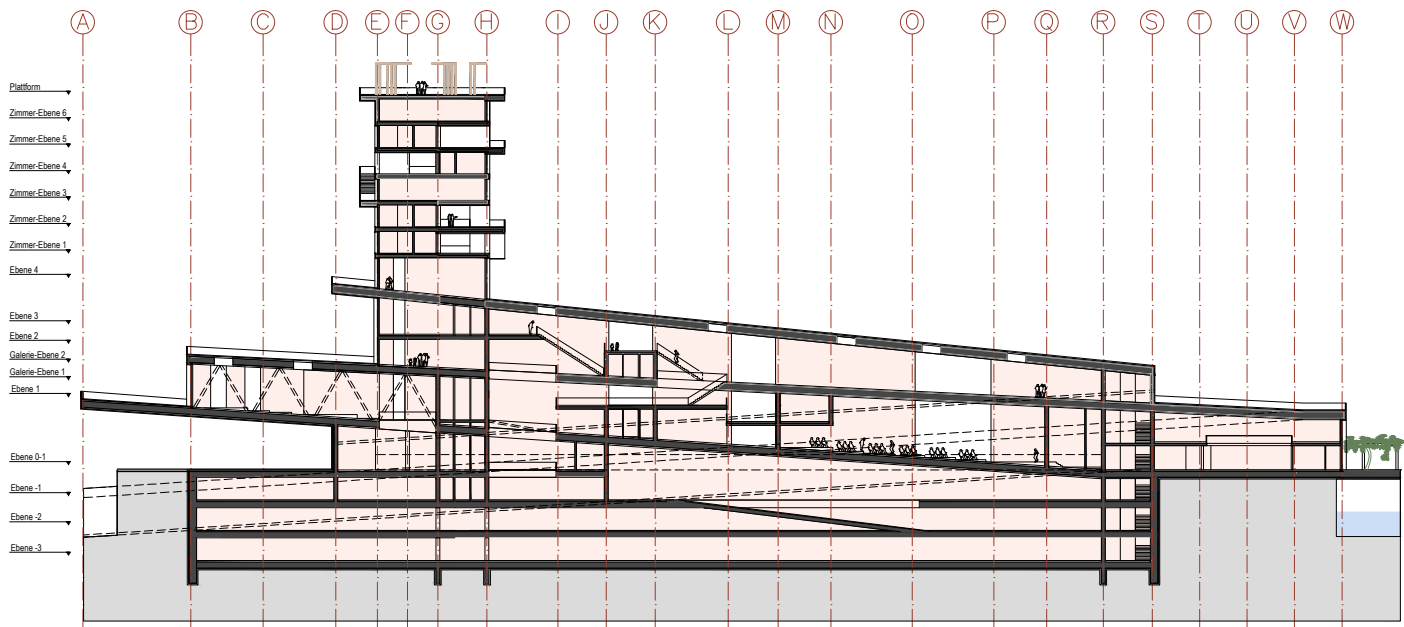 A B C D E F G H I J K L M N O P Q R S T U V W
Plattform
Zimmer-Ebene 6
Zimmer-Ebene 5
Zimmer-Ebene 4
Zimmer-Ebene 3
Zimmer-Ebene 2
Zimmer-Ebene 1
Ebene 4
Ebene 3
Ebene 2
Galerie-Ebene 2
Galerie-Ebene 1
Ebene 1
Ebene 0-1
Ebene -1
Ebene -2
Ebene -3